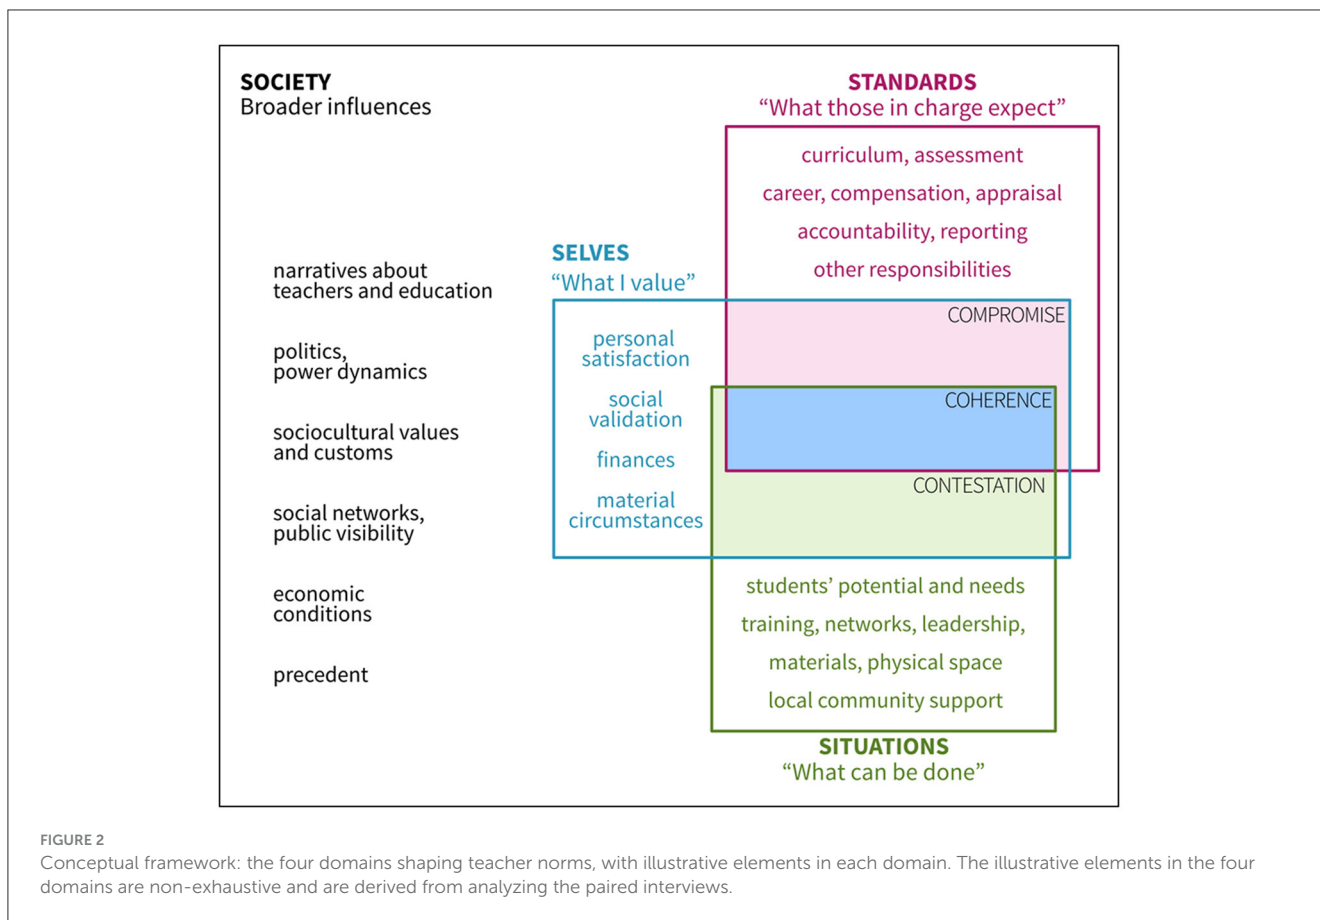 SOCIETY
Broader influences
narratives about
teachers and education
politics,
power dynamics
sociocultural values
and customs
social networks,
public visibility
economic
conditions
precedent
SELVES
“What I value”
personal
satisfaction
social
validation
finances
material
circumstances
STANDARDS
“What those in charge expect”
curriculum, assessment
career, compensation, appraisal
accountability, reporting
other responsibilities
COMPROMISE
COHERENCE
CONTESTATION
students’ potential and needs
training, networks, leadership,
materials, physical space
local community support
SITUATIONS
“What can be done”
FIGURE 2
Conceptual framework: the four domains shaping teacher norms, with illustrative elements in each domain. The illustrative elements in the four
domains are non-exhaustive and are derived from analyzing the paired interviews.